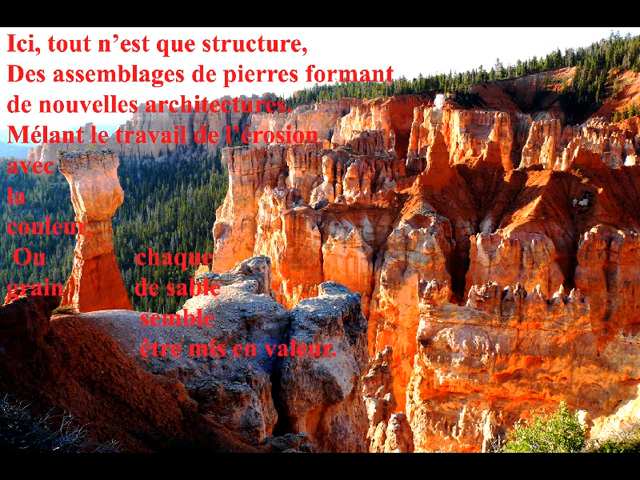 Ici, tout n’est que structure,
Des assemblages de pierres formant
de nouvelles architectures.
Mélant le travail de l’érosion
avec
la
couleur.
Ou chaque
grain de sable
semble
être mis en valeur.